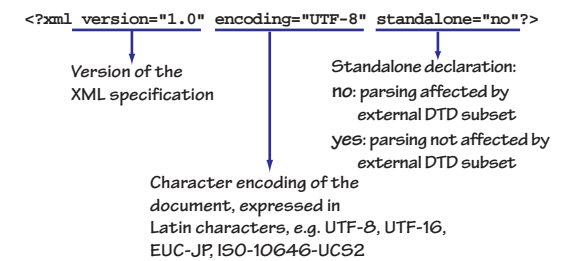 <?xml version="1.0" encoding="UTF-8" standalone="no"?>
Version of the
XML specification
Standalone declaration:
no: parsing affected by
external DTD subset
yes: parsing not affected by
external DTD subset
Character encoding of the
document, expressed in
Latin characters, e.g. UTF-8, UTF-16,
EUC-JP, ISO-10646-UCS2